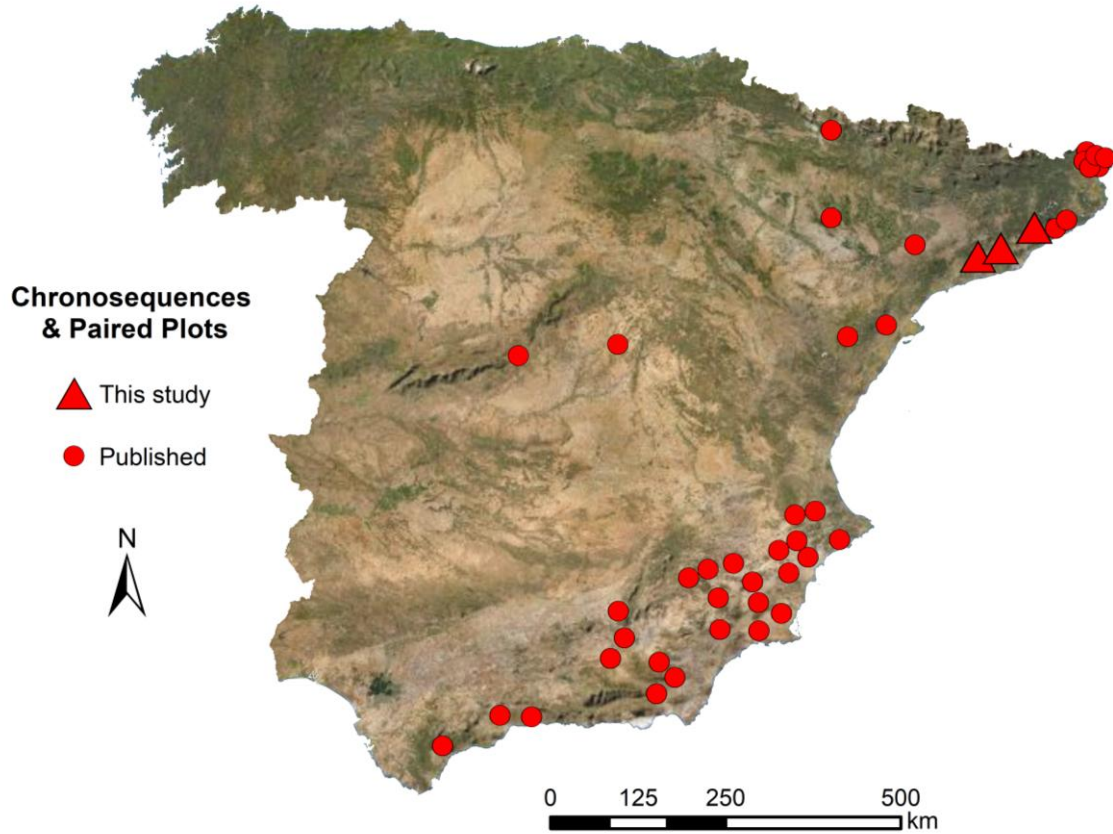 Chronosequences
& Paired Plots
This study
Published
N
0 125 250 500
km